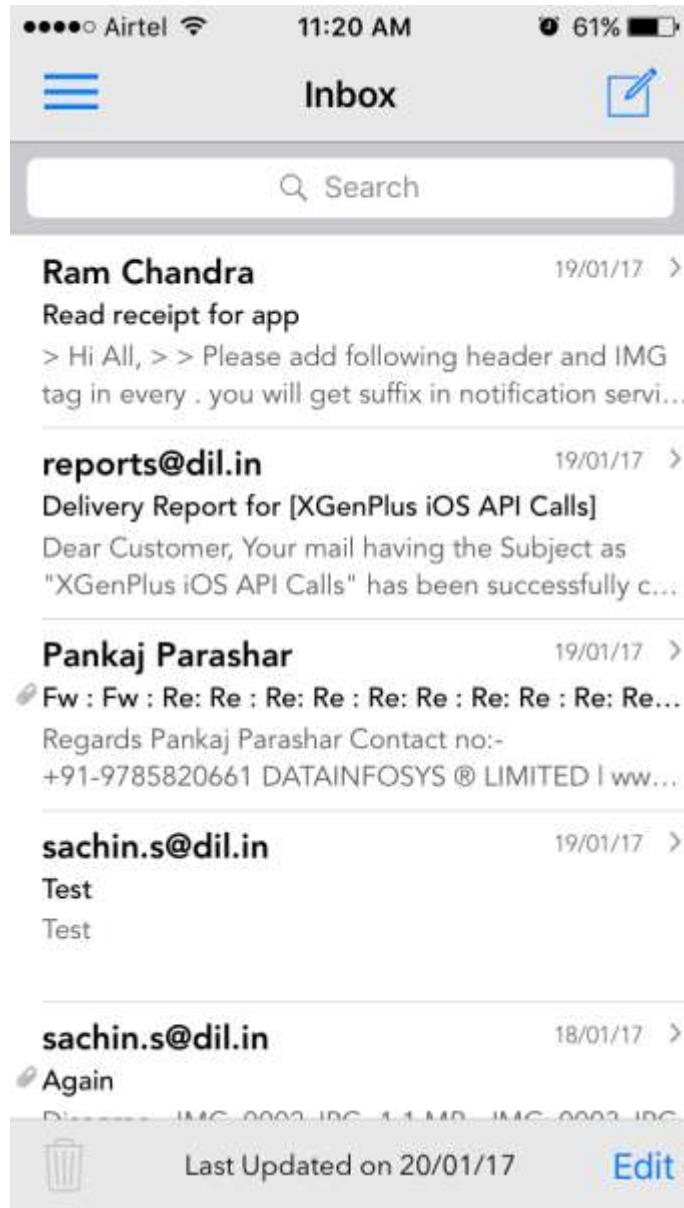 Airtel 11:20 AM 61%
Inbox
Search
Ram Chandra 19/01/17
Read receipt for app
> Hi All, > > Please add following header and IMG
tag in every . you will get suffix in notification servi...
reports@dil.in 19/01/17
Delivery Report for [XGenPlus iOS API Calls]
Dear Customer, Your mail having the Subject as
"XGenPlus iOS API Calls" has been successfully c...
Pankaj Parashar 19/01/17
Fw : Fw : Re: Re : Re: Re : Re: Re : Re: Re : Re: Re...
Regards Pankaj Parashar Contact no:-
+91-9785820661 DATAINFOSYS ® LIMITED l ww...
sachin.s@dil.in 19/01/17
Test
Test
sachin.s@dil.in 18/01/17
Again
Last Updated on 20/01/17 Edit